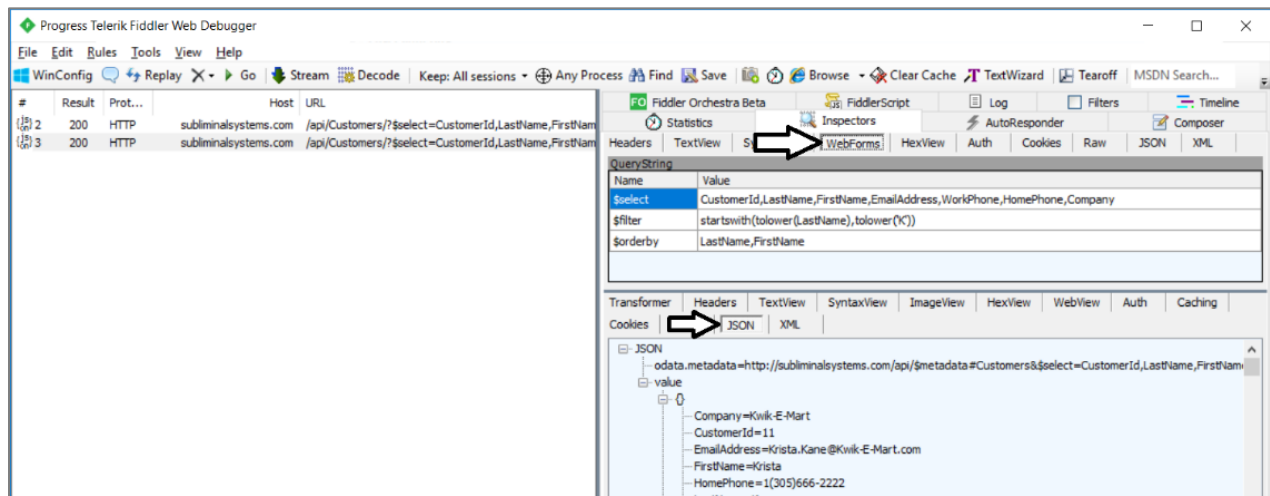 Progress Telerik Fiddler Web Debugger
File Edit Rules Tools View Help
WinConfig Replay X Go Stream Decode Keep: All sessions Any Process Find Save Browse Clear Cache TextWizard Tearoff MSDN Search...
# Result Prot... Host URL
2 200 HTTP subliminalsystems.com /api/Customers/?$select=CustomerId,LastName,FirstNam
3 200 HTTP subliminalsystems.com /api/Customers/?$select=CustomerId,LastName,FirstNam
FO Fiddler Orchestra Beta FiddlerScript Log Filters Timeline
Statistics Inspectors AutoResponder Composer
Headers TextView WebForms HexView Auth Cookies Raw JSON XML
QueryString
Name Value
$select CustomerId,LastName,FirstName,EmailAddress,WorkPhone,HomePhone,Company
$filter startswith(tolower(LastName),tolower('K'))
$orderby LastName,FirstName
Transformer Headers TextView SyntaxView ImageView HexView WebView Auth Caching
Cookies JSON XML
JSON
odata.metadata=http://subliminalsystems.com/api/$metadata#Customers&$select=CustomerId,LastName,FirstName
value
{}
Company=Kwik-E-Mart
CustomerId=11
EmailAddress=Krista.Kane@Kwik-E-Mart.com
FirstName=Krista
HomePhone=1(305)666-2222